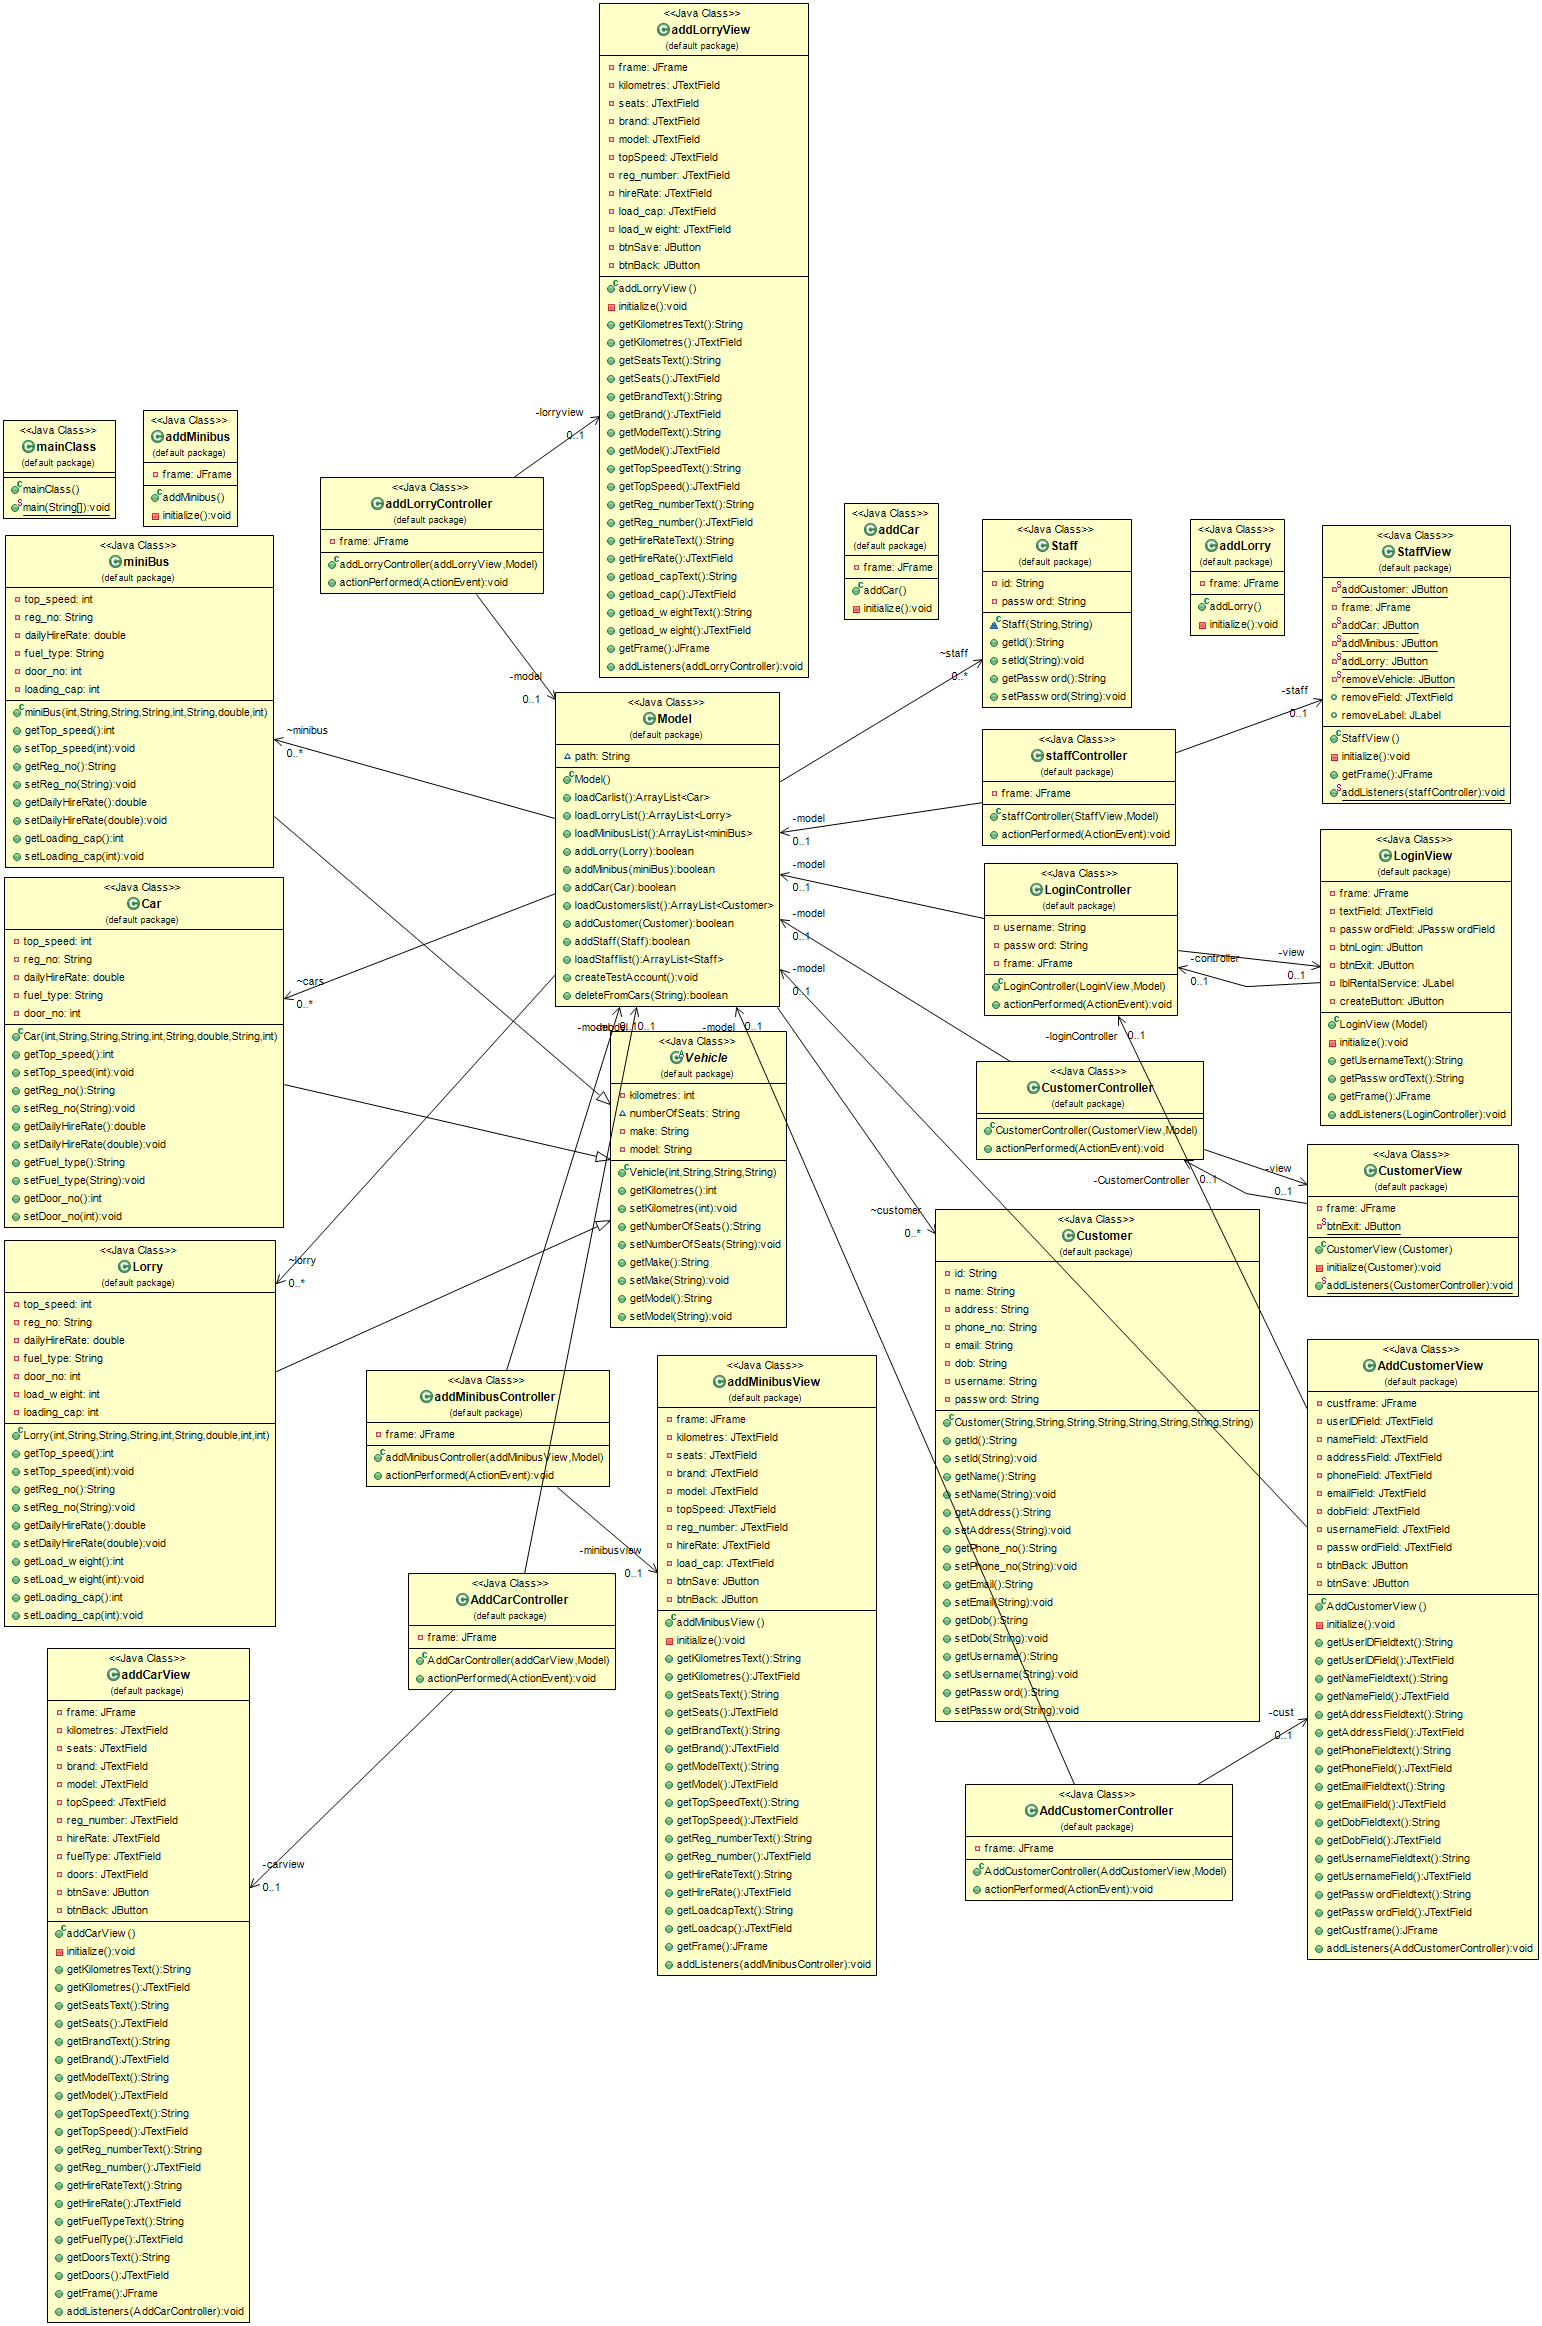 <<Java Class>>
addLorryView
(default package)
frame: JFrame
kilometres: JTextField
seats: JTextField
brand: JTextField
model: JTextField
topSpeed: JTextField
reg_number: JTextField
hireRate: JTextField
load_cap: JTextField
load_weight: JTextField
btnSave: JButton
btnBack: JButton
addLorryView()
initialize():void
getKilometresText():String
getKilometres():JTextField
getSeatsText():String
getSeats():JTextField
getBrandText():String
getBrand():JTextField
getModelText():String
getModel():JTextField
getTopSpeedText():String
getTopSpeed():JTextField
getReg_numberText():String
getReg_number():JTextField
getHireRateText():String
getHireRate():JTextField
getload_capText():String
getload_cap():JTextField
getload_weightText():String
getload_weight():JTextField
getFrame():JFrame
addListeners(addLorryController):void
<<Java Class>>
mainClass
(default package)
mainClass()
main(String[]):void
<<Java Class>>
addMinibus
(default package)
frame: JFrame
addMinibus()
initialize():void
-lorryview
0..1
<<Java Class>>
addLorryController
(default package)
frame: JFrame
addLorryController(addLorryView,Model)
actionPerformed(ActionEvent):void
-model
0..1
<<Java Class>>
addCar
(default package)
frame: JFrame
addCar()
initialize():void
<<Java Class>>
Staff
(default package)
id: String
password: String
Staff(String,String)
getId():String
setId(String):void
getPassword():String
setPassword(String):void
~staff
0..*
<<Java Class>>
addLorry
(default package)
frame: JFrame
addLorry()
initialize():void
<<Java Class>>
StaffView
(default package)
addCustomer: JButton
frame: JFrame
addCar: JButton
addMinibus: JButton
addLorry: JButton
removeVehicle: JButton
removeField: JTextField
removeLabel: JLabel
StaffView()
initialize():void
getFrame():JFrame
addListeners(staffController):void
-staff
0..1
<<Java Class>>
miniBus
(default package)
top_speed: int
reg_no: String
dailyHireRate: double
fuel_type: String
door_no: int
loading_cap: int
miniBus(int,String,String,String,int,String,double,int)
getTop_speed():int
setTop_speed(int):void
getReg_no():String
setReg_no(String):void
getDailyHireRate():double
setDailyHireRate(double):void
getLoading_cap():int
setLoading_cap(int):void
~minibus
0..*
<<Java Class>>
Model
(default package)
path: String
Model()
loadCarlist():ArrayList<Car>
loadLorryList():ArrayList<Lorry>
loadMinibusList():ArrayList<miniBus>
addLorry(Lorry):boolean
addMinibus(miniBus):boolean
addCar(Car):boolean
loadCustomerslist():ArrayList<Customer>
addCustomer(Customer):boolean
addStaff(Staff):boolean
loadStafflist():ArrayList<Staff>
createTestAccount():void
deleteFromCars(String):boolean
<<Java Class>>
staffController
(default package)
frame: JFrame
staffController(StaffView,Model)
actionPerformed(ActionEvent):void
-model
0..1
-model
0..1
-model
0..1
-model
0..1
<<Java Class>>
LoginController
(default package)
username: String
password: String
frame: JFrame
LoginController(LoginView,Model)
actionPerformed(ActionEvent):void
<<Java Class>>
LoginView
(default package)
frame: JFrame
textField: JTextField
passwordField: JPasswordField
btnLogin: JButton
btnExit: JButton
lblRentalService: JLabel
createButton: JButton
LoginView(Model)
initialize():void
getUsernameText():String
getPasswordText():String
getFrame():JFrame
addListeners(LoginController):void
-view
0..1
-controller
0..1
-loginController
0..1
<<Java Class>>
Car
(default package)
top_speed: int
reg_no: String
dailyHireRate: double
fuel_type: String
door_no: int
Car(int,String,String,String,int,String,double,String,int)
getTop_speed():int
setTop_speed(int):void
getReg_no():String
setReg_no(String):void
getDailyHireRate():double
setDailyHireRate(double):void
getFuel_type():String
setFuel_type(String):void
getDoor_no():int
setDoor_no(int):void
~cars
0..*
-model
0..1
-model
0..1
<<Java Class>>
Vehicle
(default package)
kilometres: int
numberOfSeats: String
make: String
model: String
Vehicle(int,String,String,String)
getKilometres():int
setKilometres(int):void
getNumberOfSeats():String
setNumberOfSeats(String):void
getMake():String
setMake(String):void
getModel():String
setModel(String):void
<<Java Class>>
CustomerController
(default package)
CustomerController(CustomerView,Model)
actionPerformed(ActionEvent):void
-view
0..1
-CustomerController
0..1
<<Java Class>>
CustomerView
(default package)
frame: JFrame
btnExit: JButton
CustomerView(Customer)
initialize(Customer):void
addListeners(CustomerController):void
~customer
0..*
<<Java Class>>
Customer
(default package)
id: String
name: String
address: String
phone_no: String
email: String
dob: String
username: String
password: String
Customer(String,String,String,String,String,String,String,String)
getId():String
setId(String):void
getName():String
setName(String):void
getAddress():String
setAddress(String):void
getPhone_no():String
setPhone_no(String):void
getEmail():String
setEmail(String):void
getDob():String
setDob(String):void
getUsername():String
setUsername(String):void
getPassword():String
setPassword(String):void
<<Java Class>>
Lorry
(default package)
top_speed: int
reg_no: String
dailyHireRate: double
fuel_type: String
door_no: int
load_weight: int
loading_cap: int
Lorry(int,String,String,String,int,String,double,int,int)
getTop_speed():int
setTop_speed(int):void
getReg_no():String
setReg_no(String):void
getDailyHireRate():double
setDailyHireRate(double):void
getLoad_weight():int
setLoad_weight(int):void
getLoading_cap():int
setLoading_cap(int):void
~lorry
0..*
<<Java Class>>
addMinibusController
(default package)
frame: JFrame
addMinibusController(addMinibusView,Model)
actionPerformed(ActionEvent):void
-minibusview
0..1
<<Java Class>>
addMinibusView
(default package)
frame: JFrame
kilometres: JTextField
seats: JTextField
brand: JTextField
model: JTextField
topSpeed: JTextField
reg_number: JTextField
hireRate: JTextField
load_cap: JTextField
btnSave: JButton
btnBack: JButton
addMinibusView()
initialize():void
getKilometresText():String
getKilometres():JTextField
getSeatsText():String
getSeats():JTextField
getBrandText():String
getBrand():JTextField
getModelText():String
getModel():JTextField
getTopSpeedText():String
getTopSpeed():JTextField
getReg_numberText():String
getReg_number():JTextField
getHireRateText():String
getHireRate():JTextField
getLoadcapText():String
getLoadcap():JTextField
getFrame():JFrame
addListeners(addMinibusController):void
<<Java Class>>
AddCustomerView
(default package)
custframe: JFrame
userIDField: JTextField
nameField: JTextField
addressField: JTextField
phoneField: JTextField
emailField: JTextField
dobField: JTextField
usernameField: JTextField
passwordField: JTextField
btnBack: JButton
btnSave: JButton
AddCustomerView()
initialize():void
getUserIDFieldtext():String
getUserIDField():JTextField
getNameFieldtext():String
getNameField():JTextField
getAddressFieldtext():String
getAddressField():JTextField
getPhoneFieldtext():String
getPhoneField():JTextField
getEmailFieldtext():String
getEmailField():JTextField
getDobFieldtext():String
getDobField():JTextField
getUsernameFieldtext():String
getUsernameField():JTextField
getPasswordFieldtext():String
getPasswordField():JTextField
getCustframe():JFrame
addListeners(AddCustomerController):void
<<Java Class>>
AddCarController
(default package)
frame: JFrame
AddCarController(addCarView,Model)
actionPerformed(ActionEvent):void
-carview
0..1
<<Java Class>>
addCarView
(default package)
frame: JFrame
kilometres: JTextField
seats: JTextField
brand: JTextField
model: JTextField
topSpeed: JTextField
reg_number: JTextField
hireRate: JTextField
fuelType: JTextField
doors: JTextField
btnSave: JButton
btnBack: JButton
addCarView()
initialize():void
getKilometresText():String
getKilometres():JTextField
getSeatsText():String
getSeats():JTextField
getBrandText():String
getBrand():JTextField
getModelText():String
getModel():JTextField
getTopSpeedText():String
getTopSpeed():JTextField
getReg_numberText():String
getReg_number():JTextField
getHireRateText():String
getHireRate():JTextField
getFuelTypeText():String
getFuelType():JTextField
getDoorsText():String
getDoors():JTextField
getFrame():JFrame
addListeners(AddCarController):void
-cust
0..1
<<Java Class>>
AddCustomerController
(default package)
frame: JFrame
AddCustomerController(AddCustomerView,Model)
actionPerformed(ActionEvent):void